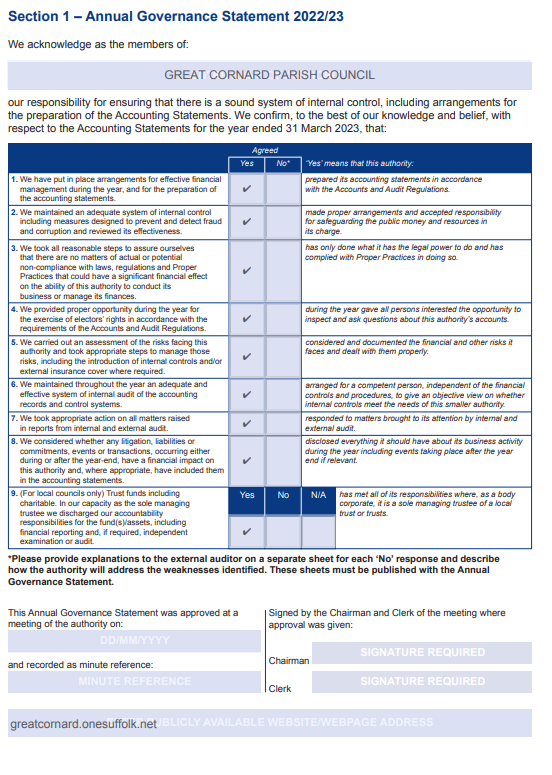 Section 1 – Annual Governance Statement 2022/23
We acknowledge as the members of:
GREAT CORNARD PARISH COUNCIL
our responsibility for ensuring that there is a sound system of internal control, including arrangements for
the preparation of the Accounting Statements. We confirm, to the best of our knowledge and belief, with
respect to the Accounting Statements for the year ended 31 March 2023, that:
Agreed
Yes No* ‘Yes’ means that this authority:
1. We have put in place arrangements for effective financial
management during the year, and for the preparation of
the accounting statements.
✔
prepared its accounting statements in accordance
with the Accounts and Audit Regulations.
2. We maintained an adequate system of internal control
including measures designed to prevent and detect fraud
and corruption and reviewed its effectiveness.
✔
made proper arrangements and accepted responsibility
for safeguarding the public money and resources in
its charge.
3. We took all reasonable steps to assure ourselves
that there are no matters of actual or potential
non-compliance with laws, regulations and Proper
Practices that could have a significant financial effect
on the ability of this authority to conduct its
business or manage its finances.
✔
has only done what it has the legal power to do and has
complied with Proper Practices in doing so.
4. We provided proper opportunity during the year for
the exercise of electors’ rights in accordance with the
requirements of the Accounts and Audit Regulations.
✔
during the year gave all persons interested the opportunity to
inspect and ask questions about this authority’s accounts.
5. We carried out an assessment of the risks facing this
authority and took appropriate steps to manage those
risks, including the introduction of internal controls and/or
external insurance cover where required.
✔
considered and documented the financial and other risks it
faces and dealt with them properly.
6. We maintained throughout the year an adequate and
effective system of internal audit of the accounting
records and control systems.
✔
arranged for a competent person, independent of the financial
controls and procedures, to give an objective view on whether
internal controls meet the needs of this smaller authority.
7. We took appropriate action on all matters raised
in reports from internal and external audit.
✔
responded to matters brought to its attention by internal and
external audit.
8. We considered whether any litigation, liabilities or
commitments, events or transactions, occurring either
during or after the year-end, have a financial impact on
this authority and, where appropriate, have included them
in the accounting statements.
✔
disclosed everything it should have about its business activity
during the year including events taking place after the year
end if relevant.
9. (For local councils only) Trust funds including
charitable. In our capacity as the sole managing
trustee we discharged our accountability
responsibilities for the fund(s)/assets, including
financial reporting and, if required, independent
examination or audit.
Yes No N/A
✔
has met all of its responsibilities where, as a body
corporate, it is a sole managing trustee of a local
trust or trusts.
*Please provide explanations to the external auditor on a separate sheet for each ‘No’ response and describe
how the authority will address the weaknesses identified. These sheets must be published with the Annual
Governance Statement.
This Annual Governance Statement was approved at a
meeting of the authority on:
DD/MM/YYYY
and recorded as minute reference:
MINUTE REFERENCE
Signed by the Chairman and Clerk of the meeting where
approval was given:
Chairman SIGNATURE REQUIRED
Clerk SIGNATURE REQUIRED
greatcornard.onesuffolk.net
PUBLICLY AVAILABLE WEBSITE/WEBPAGE ADDRESS